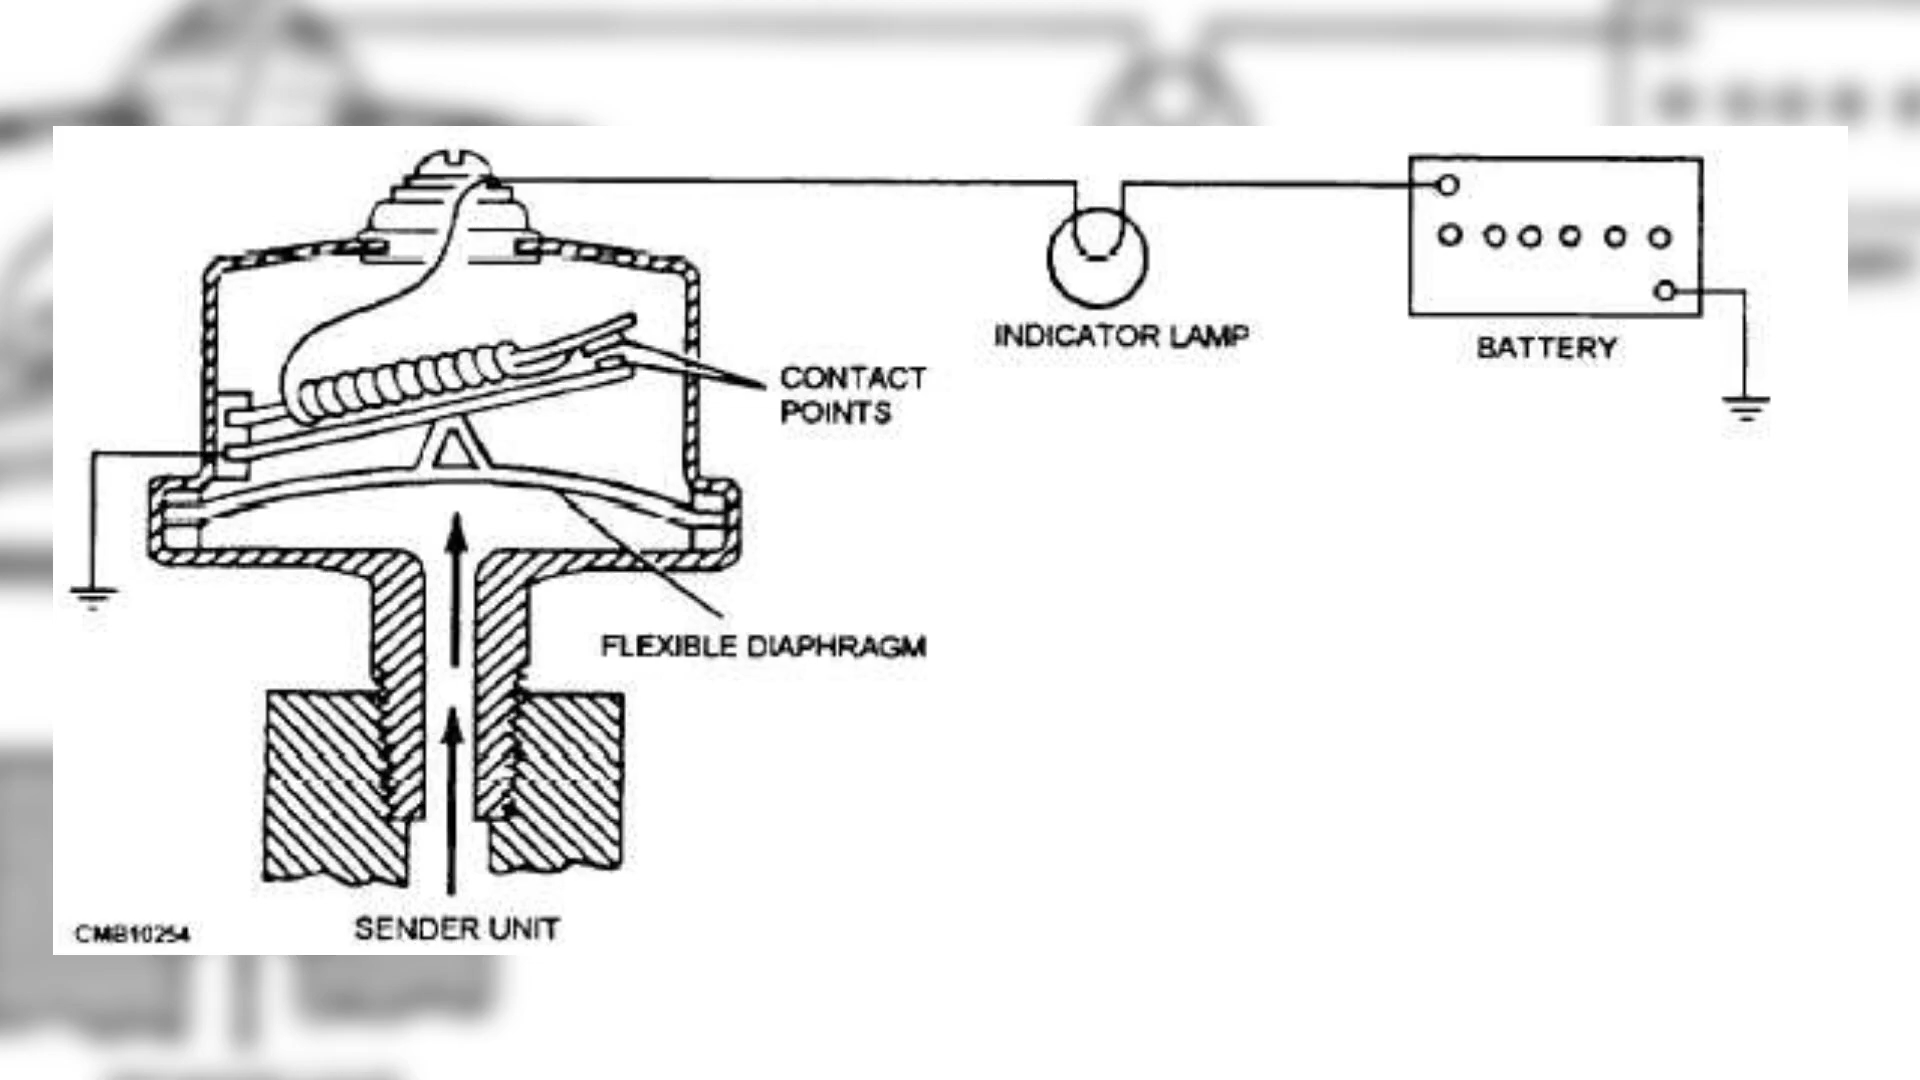 INDICATOR LAMP
BATTERY
CONTACT
POINTS
FLEXIBLE DIAPHRAGM
SENDER UNIT
CMB10254